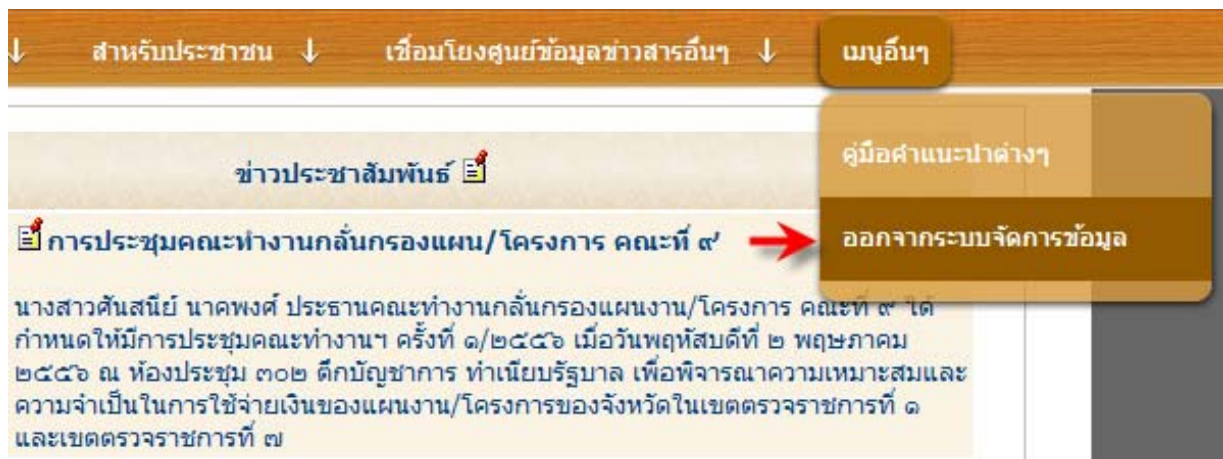 ↓ สำหรับประชาชน ↓ เชื่อมโยงศูนย์ข้อมูลข่าวสารอื่นๆ ↓ เมนูอื่นๆ
คู่มือคำแนะนำต่างๆ
ออกจากระบบจัดการข้อมูล
ข่าวประชาสัมพันธ์
การประชุมคณะทำงานกลั่นกรองแผน/โครงการ คณะที่ ๙
นางสาวศันสนีย์ นาคพงศ์ ประธานคณะทำงานกลั่นกรองแผนงาน/โครงการ คณะที่ ๙ ได้
กำหนดให้มีการประชุมคณะทำงานฯ ครั้งที่ ๑/๒๕๕๖ เมื่อวันพฤหัสบดีที่ ๒ พฤษภาคม
๒๕๕๖ ณ ห้องประชุม ๓๐๒ ตึกบัญชาการ ทำเนียบรัฐบาล เพื่อพิจารณาความเหมาะสมและ
ความจำเป็นในการใช้จ่ายเงินของแผนงาน/โครงการของจังหวัดในเขตตรวจราชการที่ ๑
และเขตตรวจราชการที่ ๗